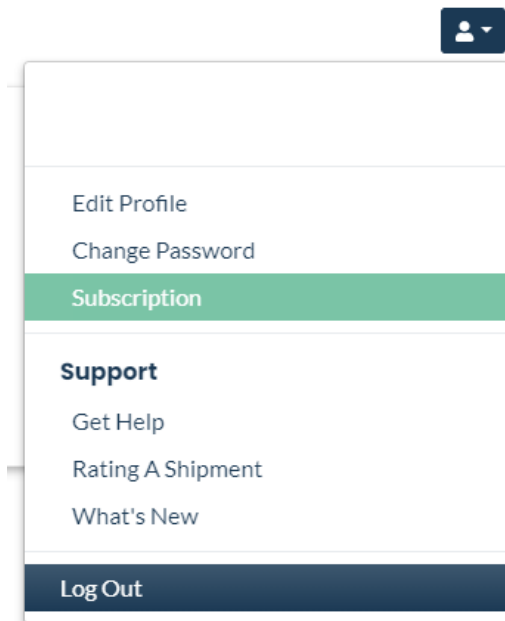 Edit Profile
Change Password
Subscription
Support
Get Help
Rating A Shipment
What's New
Log Out